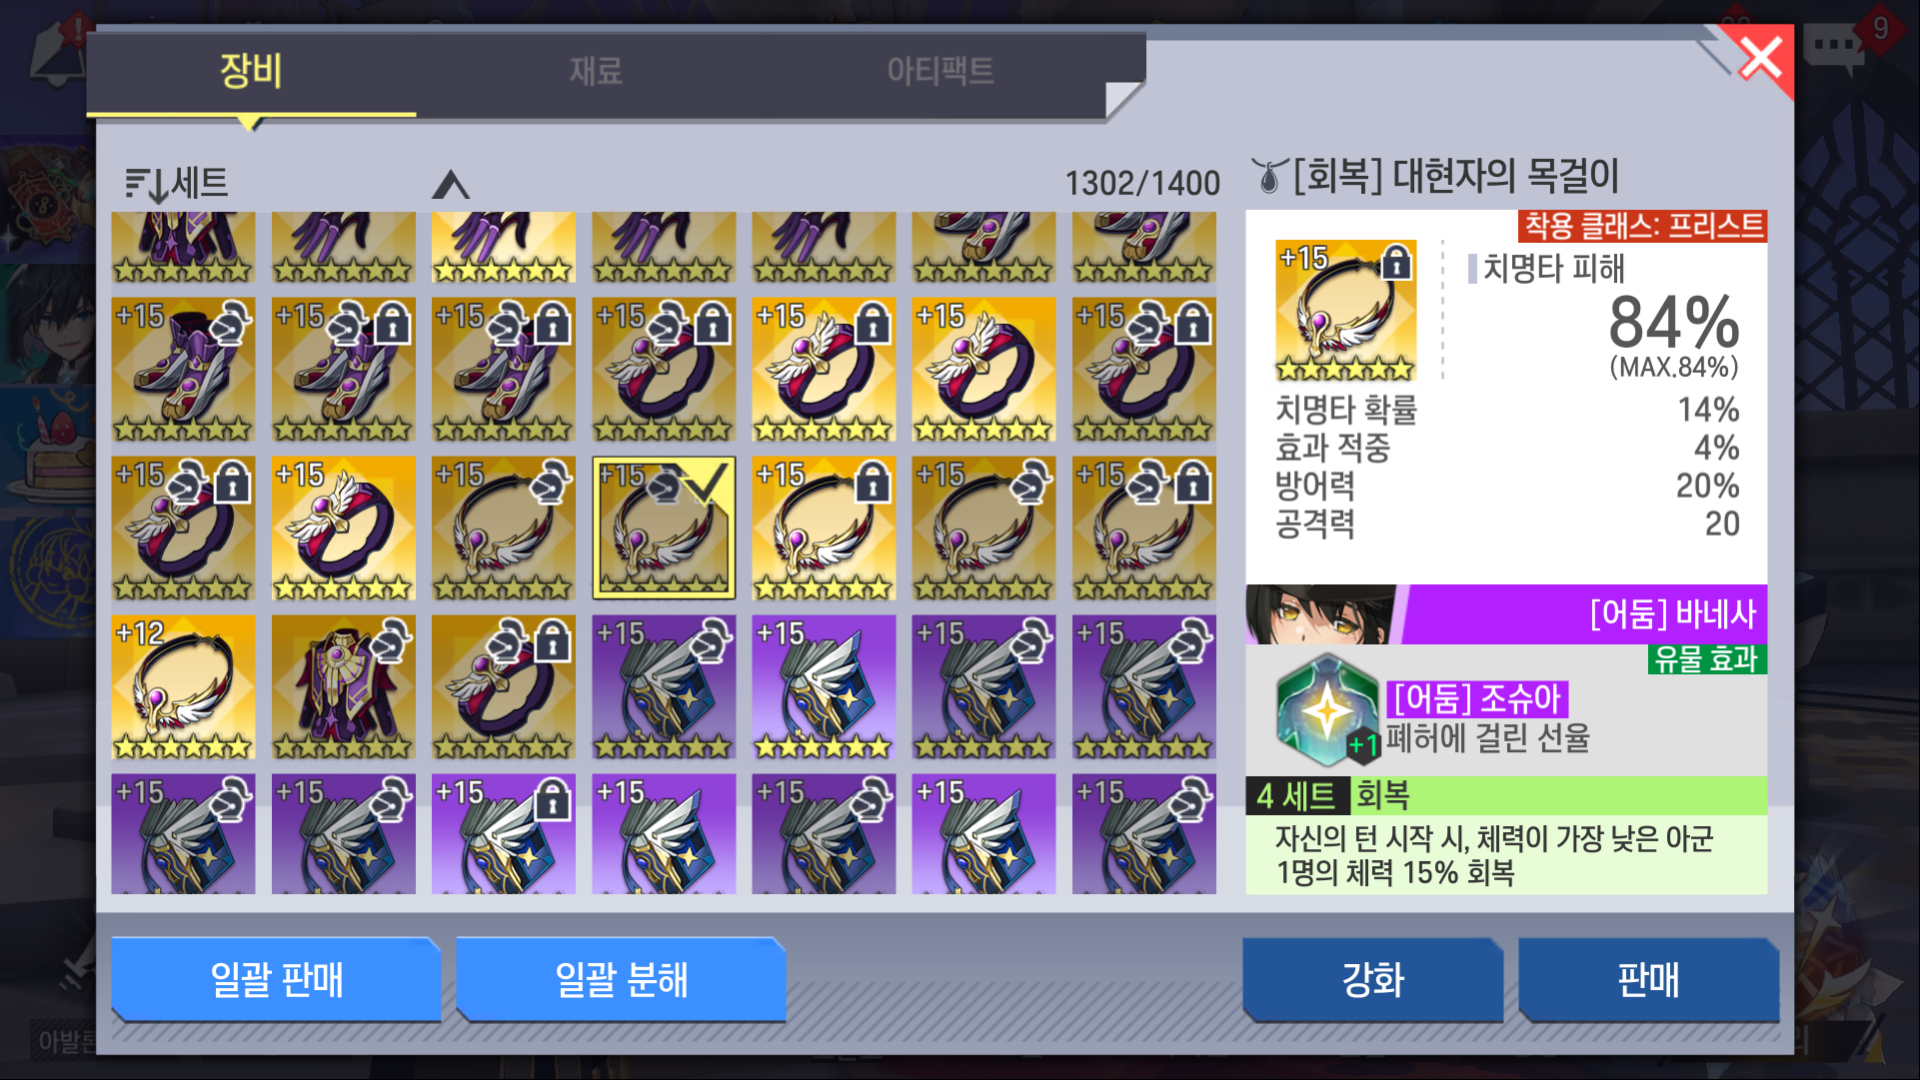 9
장비
재료
아티팩트
세트
1302/1400
[회복] 대현자의 목걸이
착용 클래스: 프리스트
+15
치명타 피해
84%
(MAX.84%)
치명타 확률 14%
효과 적중 4%
방어력 20%
공격력 20
+15 +15 +15 +15 +15 +15 +15
+15 +15 +15 +15 +15 +15 +15
+12 +15 +15 +15 +15
+15 +15 +15 +15 +15 +15 +15
[어둠] 바네사
유물 효과
[어둠] 조슈아
+1
폐허에 걸린 선율
4 세트 회복
자신의 턴 시작 시, 체력이 가장 낮은 아군
1명의 체력 15% 회복
일괄 판매
일괄 분해
강화
판매